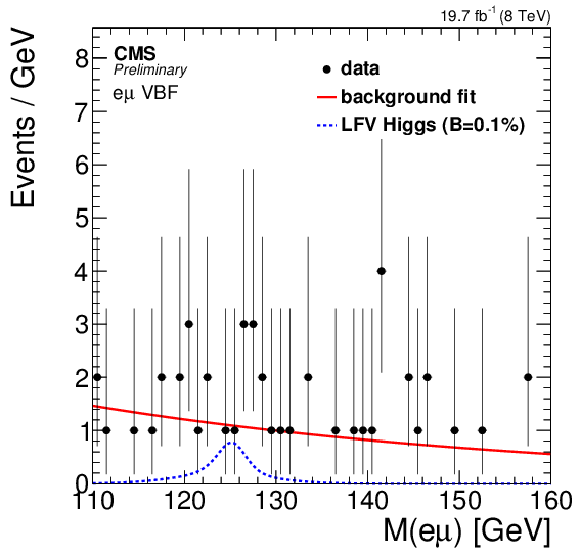 19.7 fb⁻¹ (8 TeV)
CMS
Preliminary
eμ VBF
data
background fit
LFV Higgs (B=0.1%)
Events / GeV
8
7
6
5
4
3
2
1
0
110 120 130 140 150 160
M(eμ) [GeV]